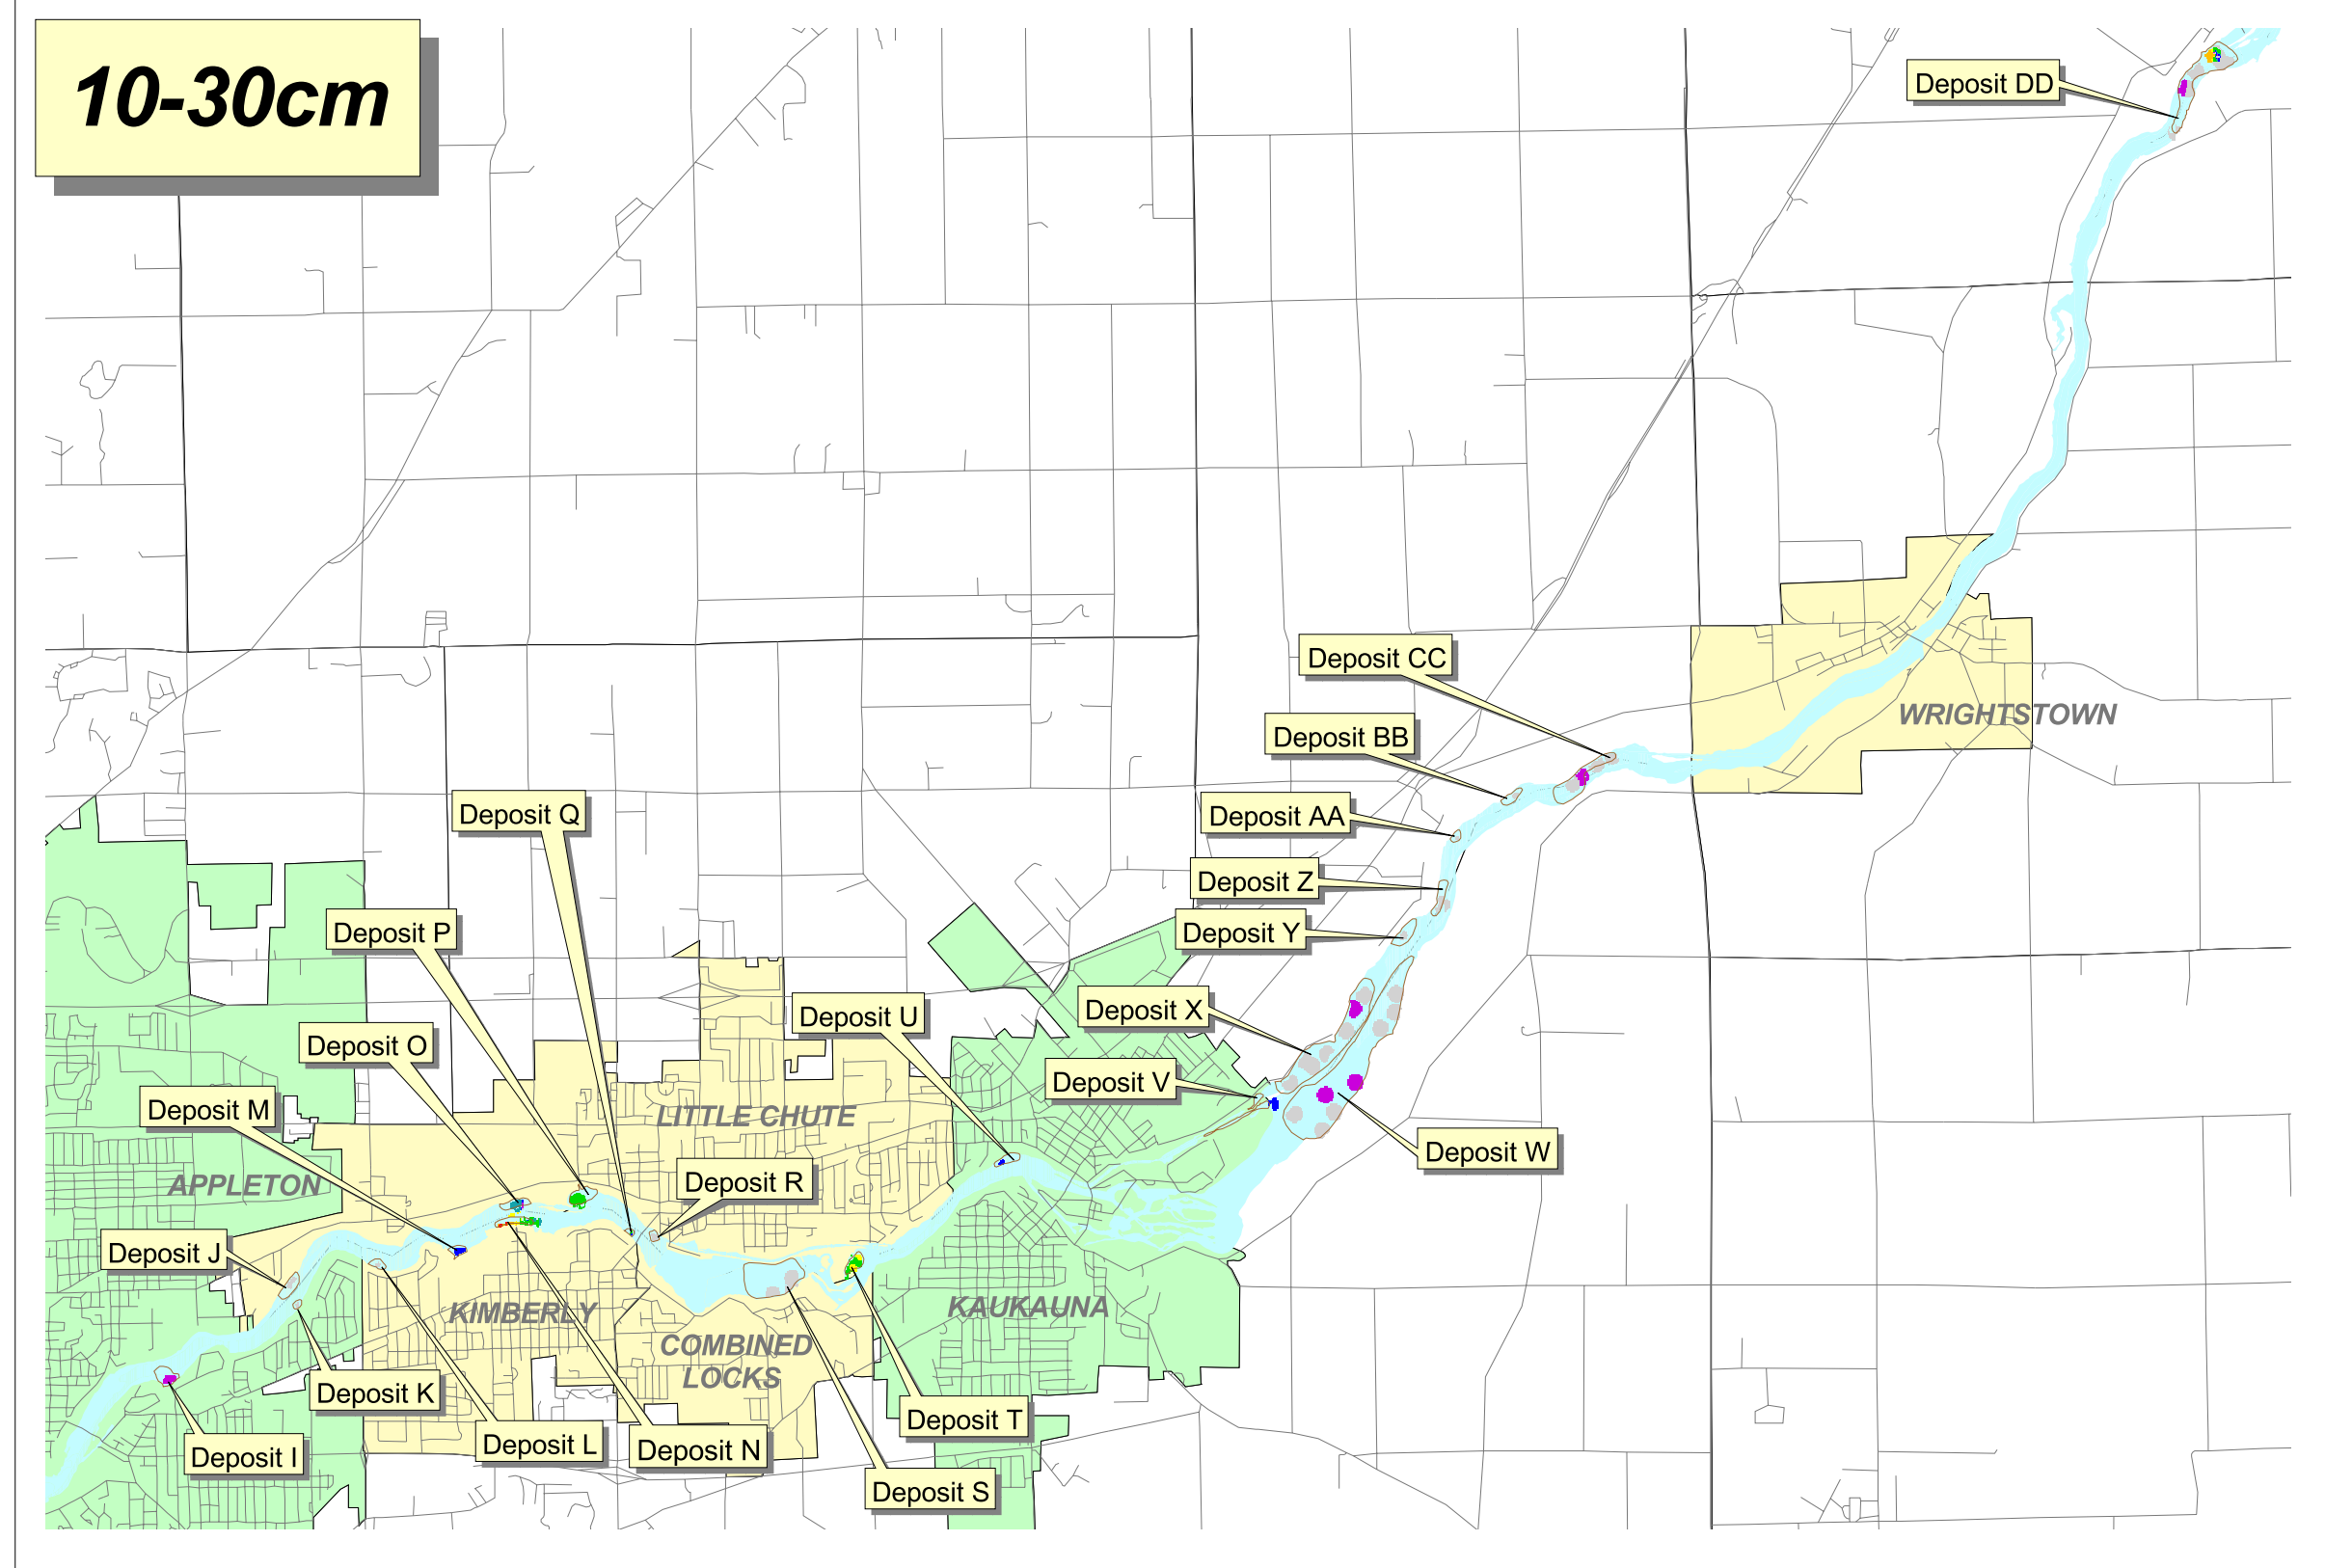 10-30cm
Deposit DD
Deposit CC
WRIGHTSTOWN
Deposit BB
Deposit Q
Deposit AA
Deposit Z
Deposit P
Deposit Y
Deposit U
Deposit X
Deposit O
Deposit V
Deposit M
LITTLE CHUTE
Deposit W
APPLETON
Deposit R
Deposit J
KIMBERLY
KAUKAUNA
COMBINED
LOCKS
Deposit K
Deposit T
Deposit I
Deposit L
Deposit N
Deposit S